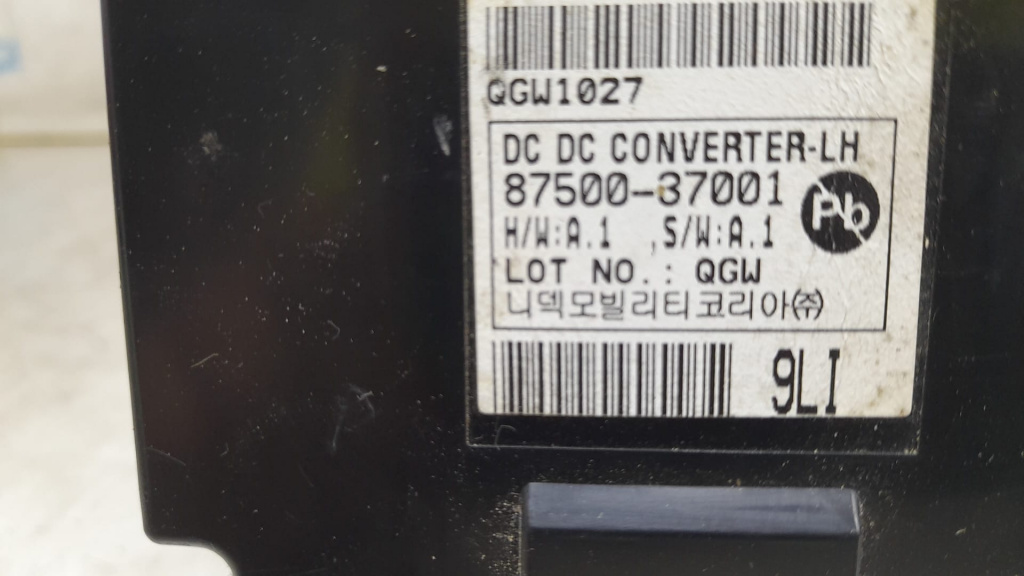 QGW1027
DC DC CONVERTER-LH
87500-37001
Pb
H/W:A.1 ,S/W:A.1
LOT NO.: QGW
니덱모빌리티코리아㈜
9LI